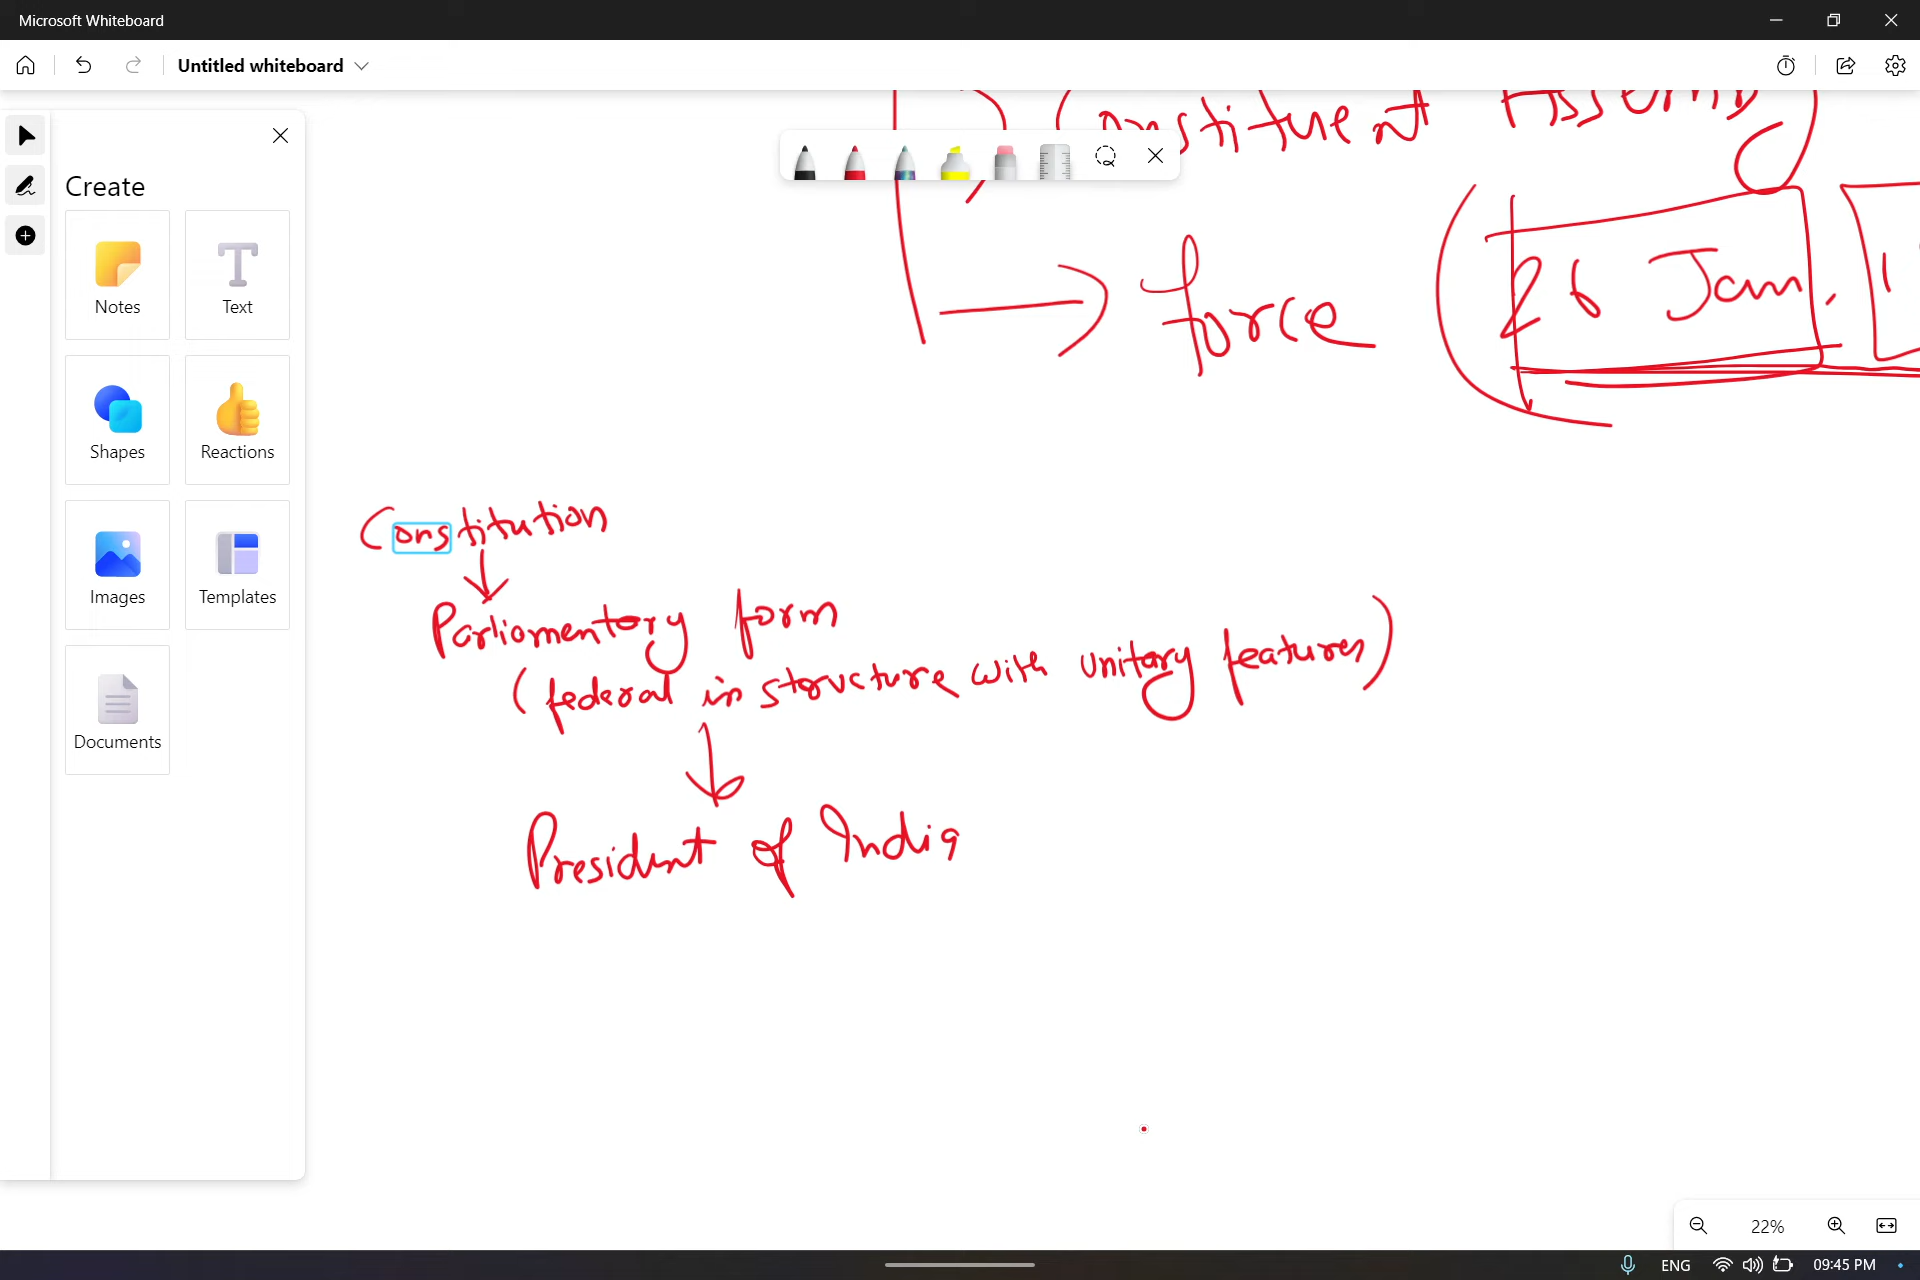 Microsoft Whiteboard
Untitled whiteboard
Create
Notes
Text
Shapes
Reactions
Images
Templates
Documents
Constituent Assembly
force
26 Jan,
Constitution
Parliomentory form
(federal in structure with unitary features)
President of India
22%
ENG
09:45 PM